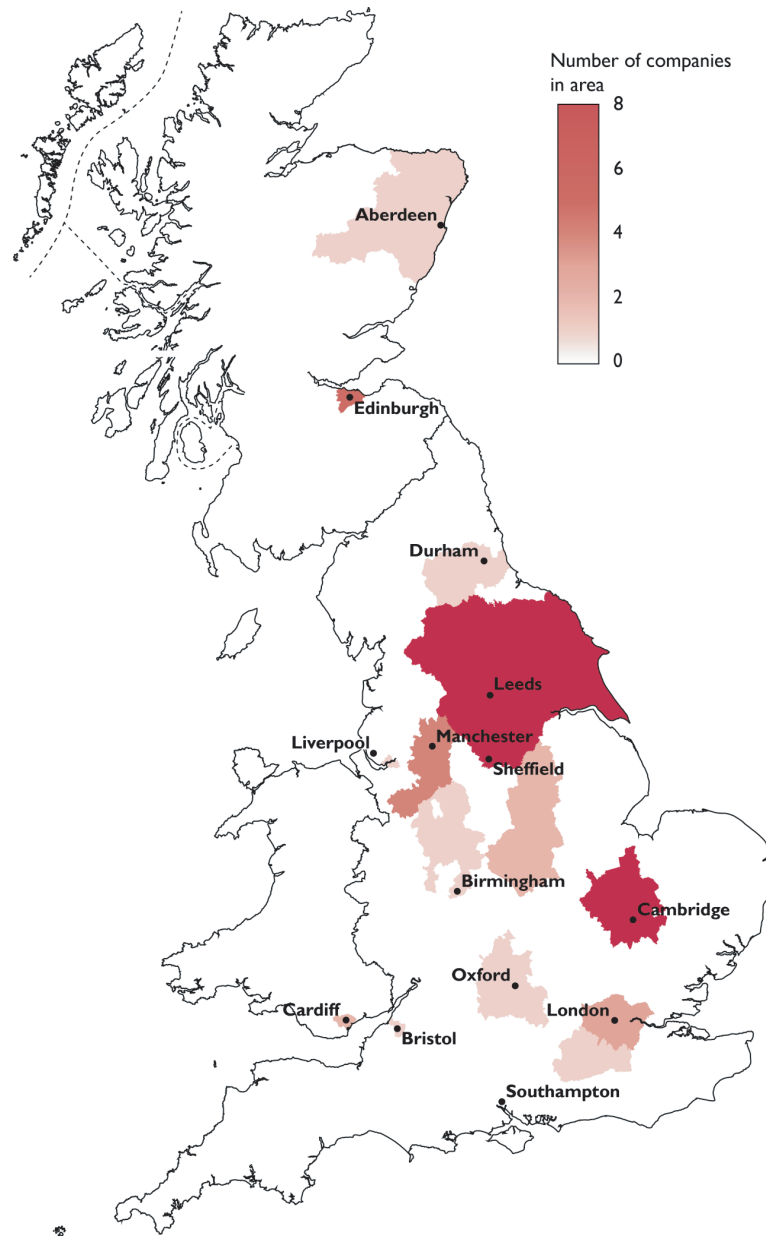 Number of companies
in area
8
6
4
2
0
Aberdeen
Edinburgh
Durham
Leeds
Manchester
Liverpool
Sheffield
Birmingham
Cambridge
Oxford
Cardiff
London
Bristol
Southampton